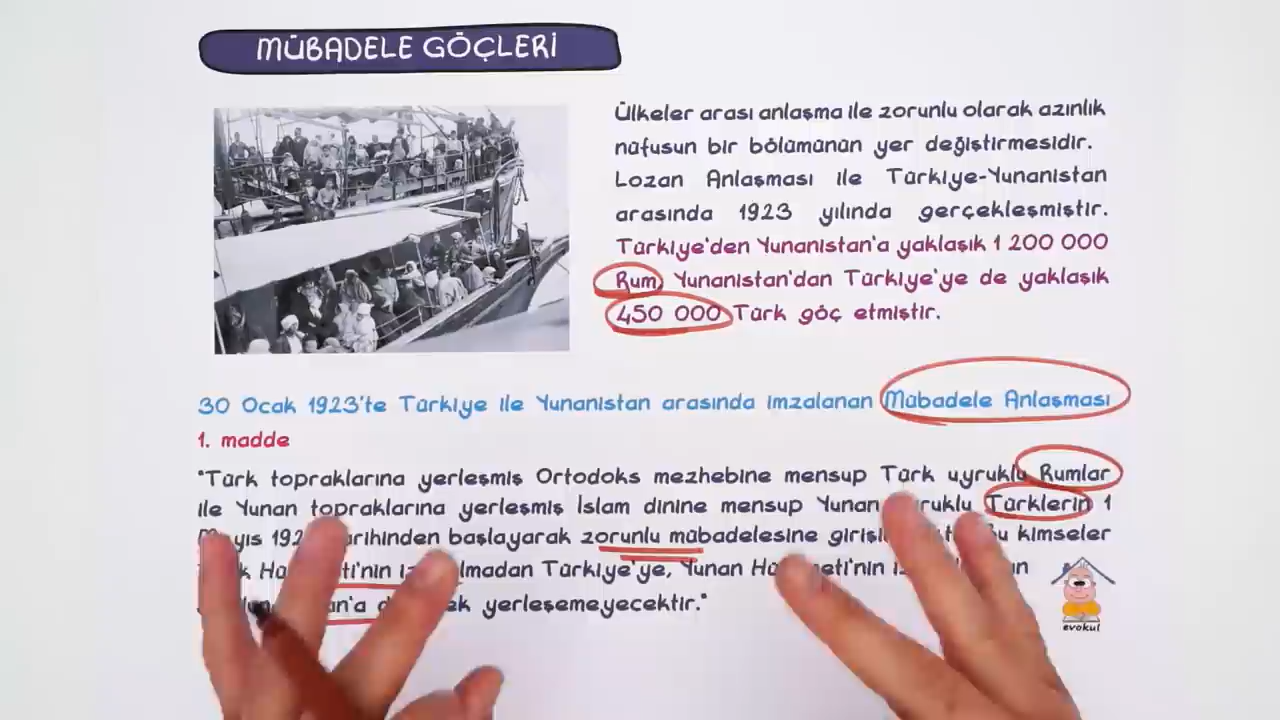 MÜBADELE GÖÇLERİ
Ülkeler arası anlaşma ile zorunlu olarak azınlık
nüfusun bir bölümünün yer değiştirmesidir.
Lozan Anlaşması ile Türkiye-Yunanistan
arasında 1923 yılında gerçekleşmiştir.
Türkiye'den Yunanistan'a yaklaşık 1 200 000
Rum, Yunanistan'dan Türkiye'ye de yaklaşık
450 000 Türk göç etmiştir.
30 Ocak 1923'te Türkiye ile Yunanistan arasında imzalanan Mübadele Anlaşması
1. madde
"Türk topraklarına yerleşmiş Ortodoks mezhebine mensup Türk uyruklu Rumlar
ile Yunan topraklarına yerleşmiş İslam dinine mensup Yunan Türklerin 1
başlayarak zorunlu mübadelesine kimseler
Türkiye'ye, Yunan
yerleşemeyecektir."
evokul